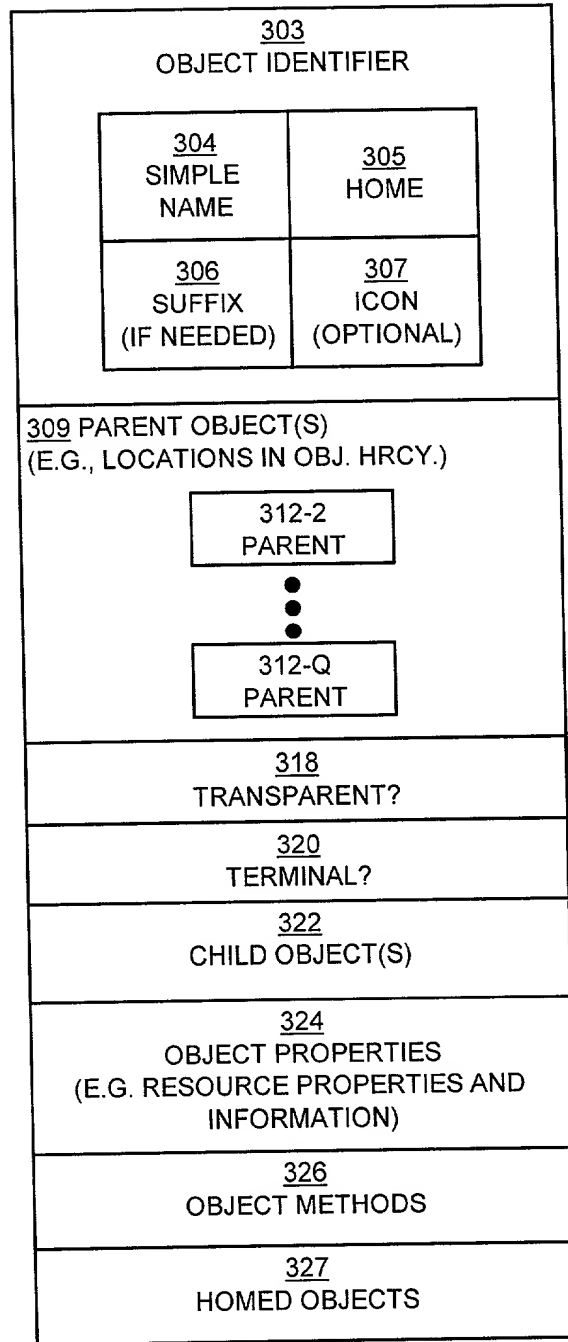 303
OBJECT IDENTIFIER
304
SIMPLE
NAME
305
HOME
306
SUFFIX
(IF NEEDED)
307
ICON
(OPTIONAL)
309 PARENT OBJECT(S)
(E.G., LOCATIONS IN OBJ. HRCY.)
312-2
PARENT
312-Q
PARENT
318
TRANSPARENT?
320
TERMINAL?
322
CHILD OBJECT(S)
324
OBJECT PROPERTIES
(E.G. RESOURCE PROPERTIES AND
INFORMATION)
326
OBJECT METHODS
327
HOMED OBJECTS